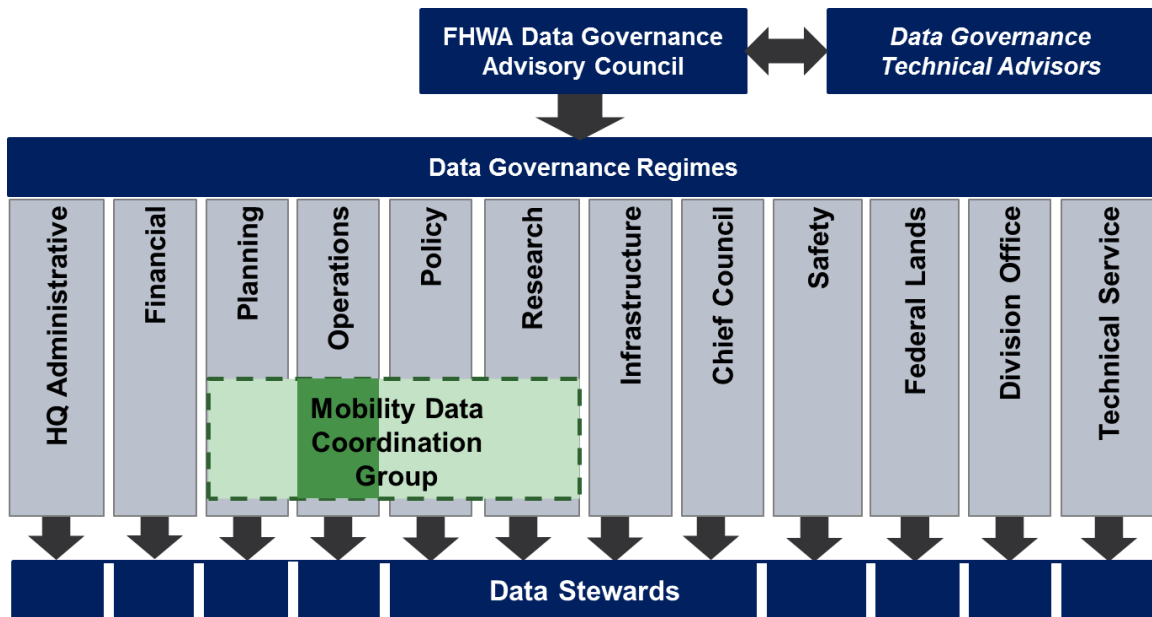 FHWA Data Governance
Advisory Council
Data Governance
Technical Advisors
Data Governance Regimes
HQ Administrative
Financial
Planning
Operations
Policy
Research
Infrastructure
Chief Council
Safety
Federal Lands
Division Office
Technical Service
Mobility Data
Coordination
Group
Data Stewards